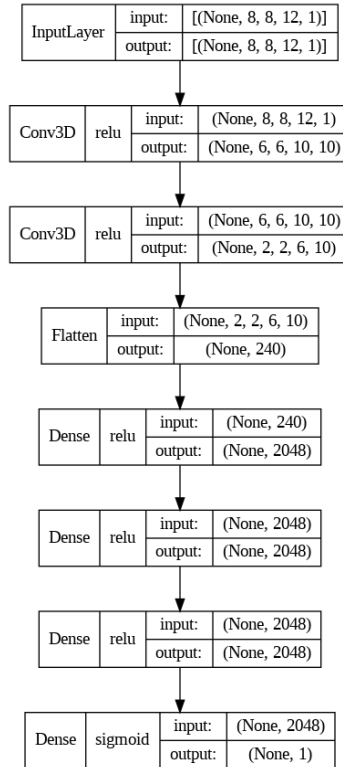 InputLayer input: [(None, 8, 8, 12, 1)]
output: [(None, 8, 8, 12, 1)]
Conv3D relu input: (None, 8, 8, 12, 1)
output: (None, 6, 6, 10, 10)
Conv3D relu input: (None, 6, 6, 10, 10)
output: (None, 2, 2, 6, 10)
Flatten input: (None, 2, 2, 6, 10)
output: (None, 240)
Dense relu input: (None, 240)
output: (None, 2048)
Dense relu input: (None, 2048)
output: (None, 2048)
Dense relu input: (None, 2048)
output: (None, 2048)
Dense sigmoid input: (None, 2048)
output: (None, 1)